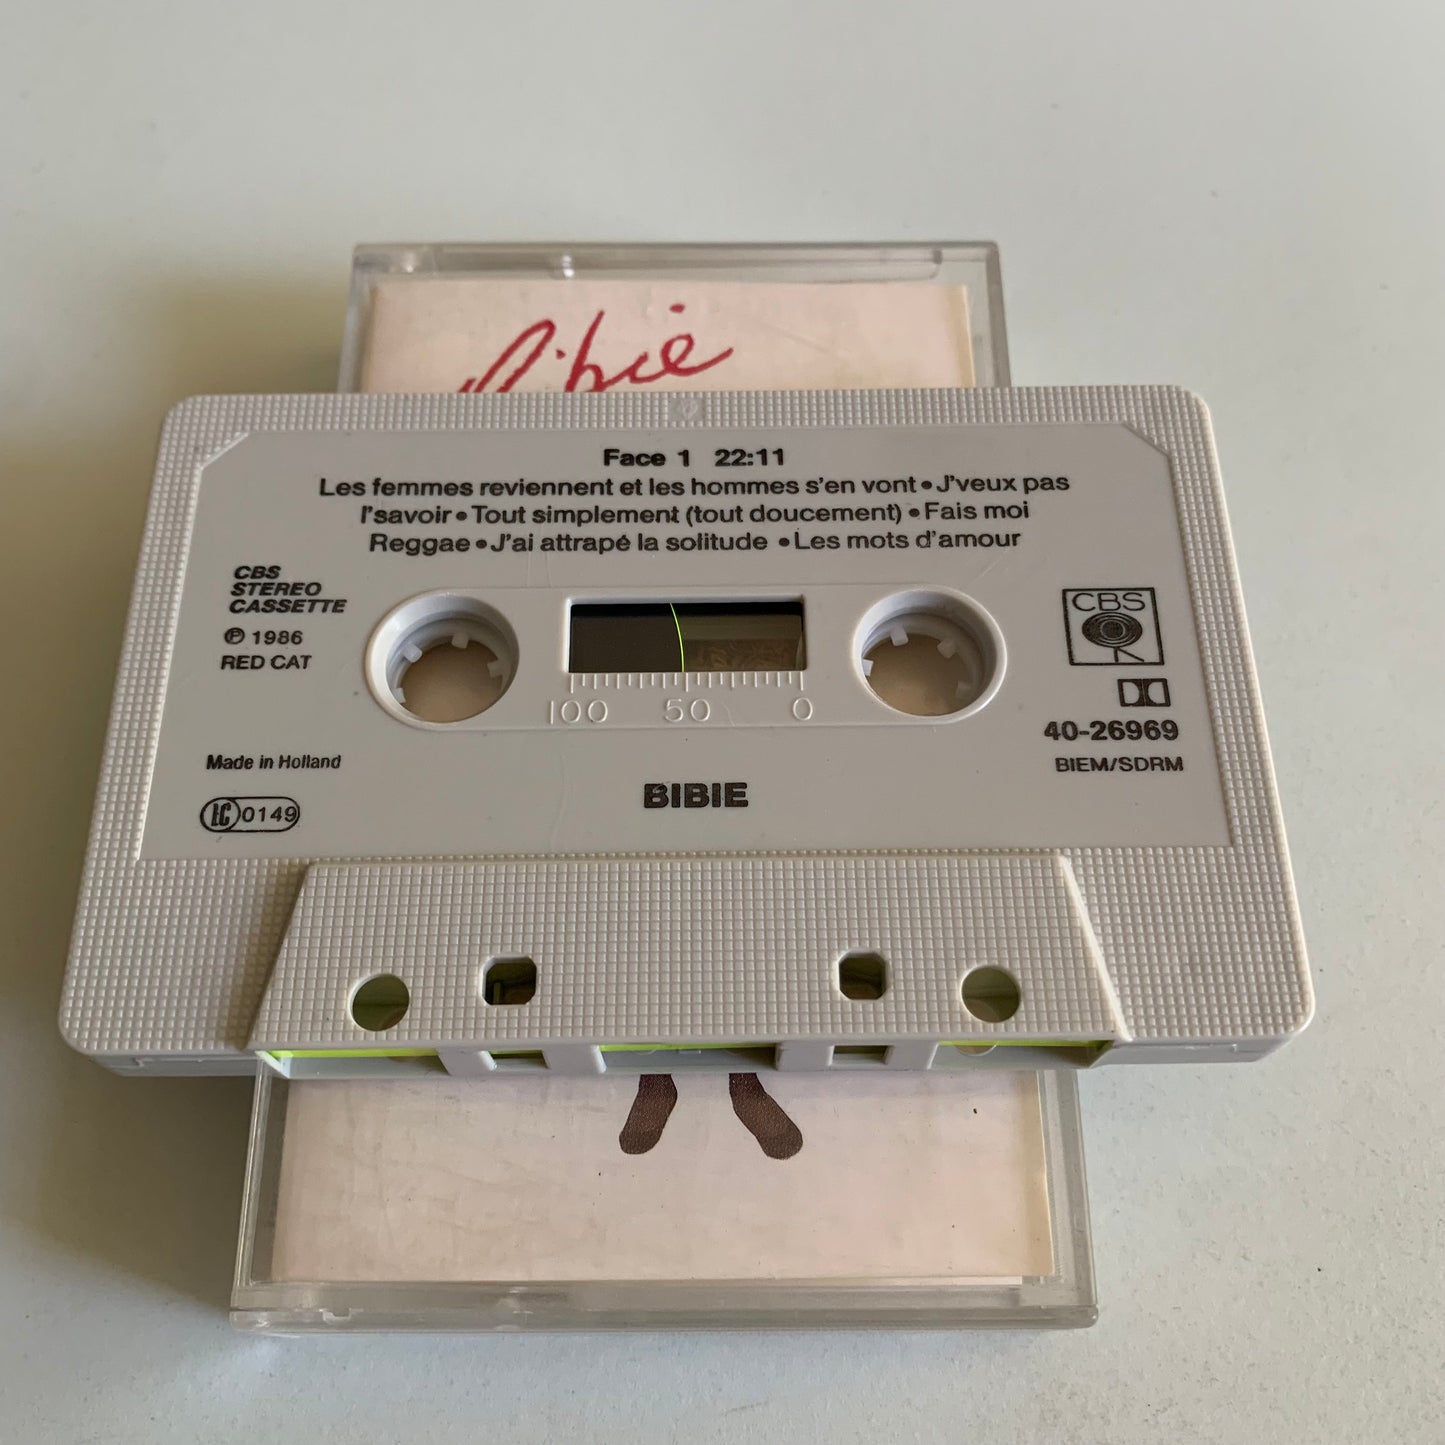 Bibie
Face 1 22:11
Les femmes reviennent et les hommes s'en vont • J'veux pas
l'savoir • Tout simplement (tout doucement) • Fais moi
Reggae • J'ai attrapé la solitude • Les mots d'amour
CBS
STEREO
CASSETTE
℗ 1986
RED CAT
CBS
100 50 0
40-26969
Made in Holland
BIEM/SDRM
LC 0149
BIBIE